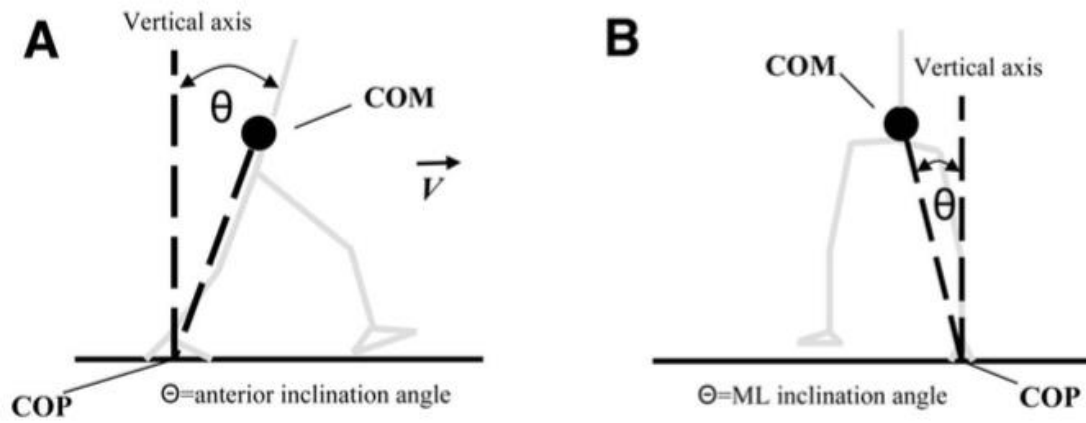 A
Vertical axis
θ
COM
V
COP
Θ=anterior inclination angle
B
COM
Vertical axis
θ
Θ=ML inclination angle
COP